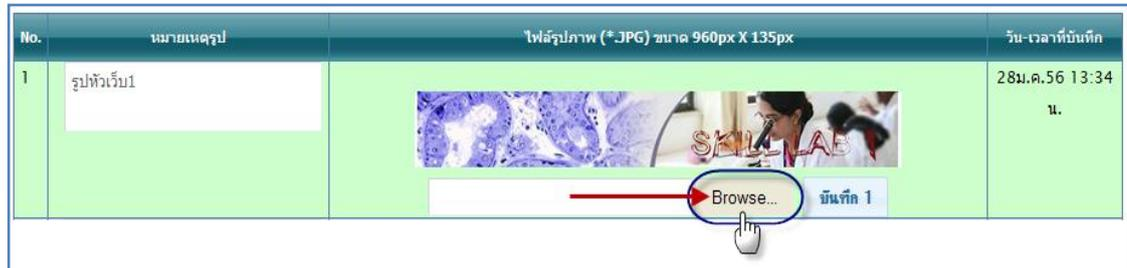 No. หมายเหตุรูป ไฟล์รูปภาพ (*.JPG) ขนาด 960px X 135px วัน-เวลาที่บันทึก
1 รูปหัวเว็บ1 28ม.ค.56 13:34 น.
SKILL LAB 1
Browse... บันทึก 1